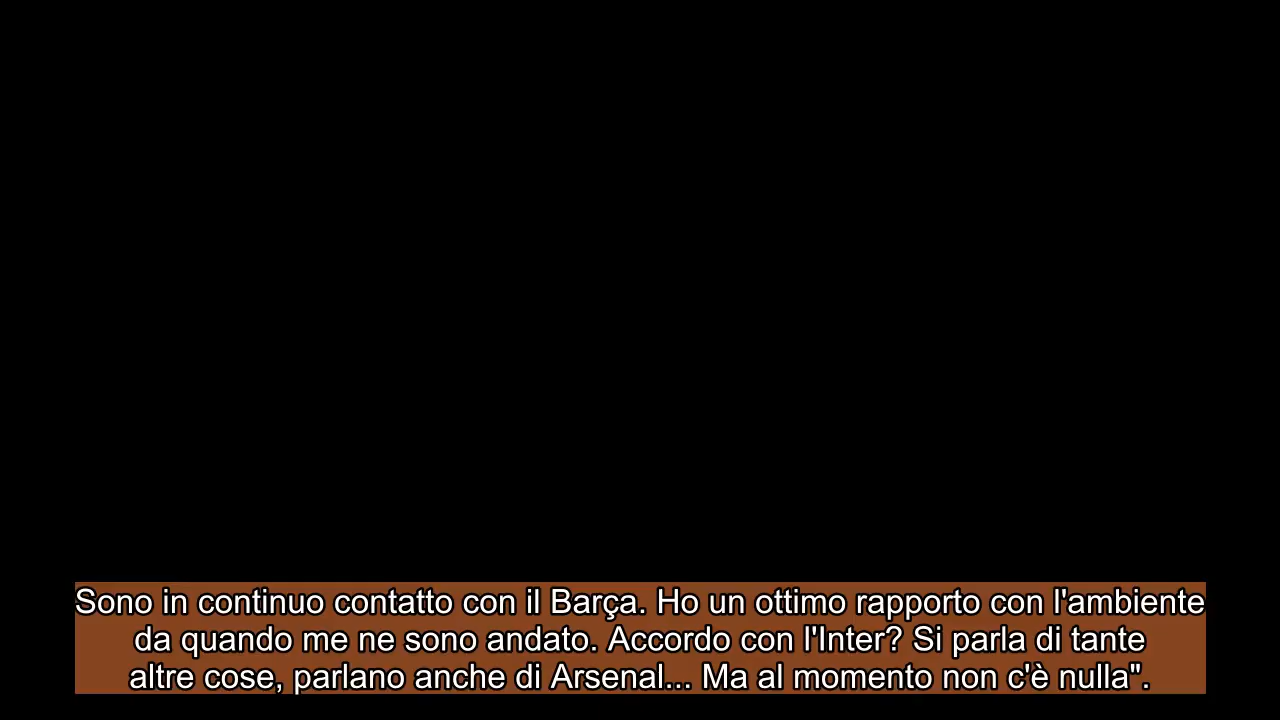 Sono in continuo contatto con il Barça. Ho un ottimo rapporto con l'ambiente
da quando me ne sono andato. Accordo con l'Inter? Si parla di tante
altre cose, parlano anche di Arsenal... Ma al momento non c'è nulla".